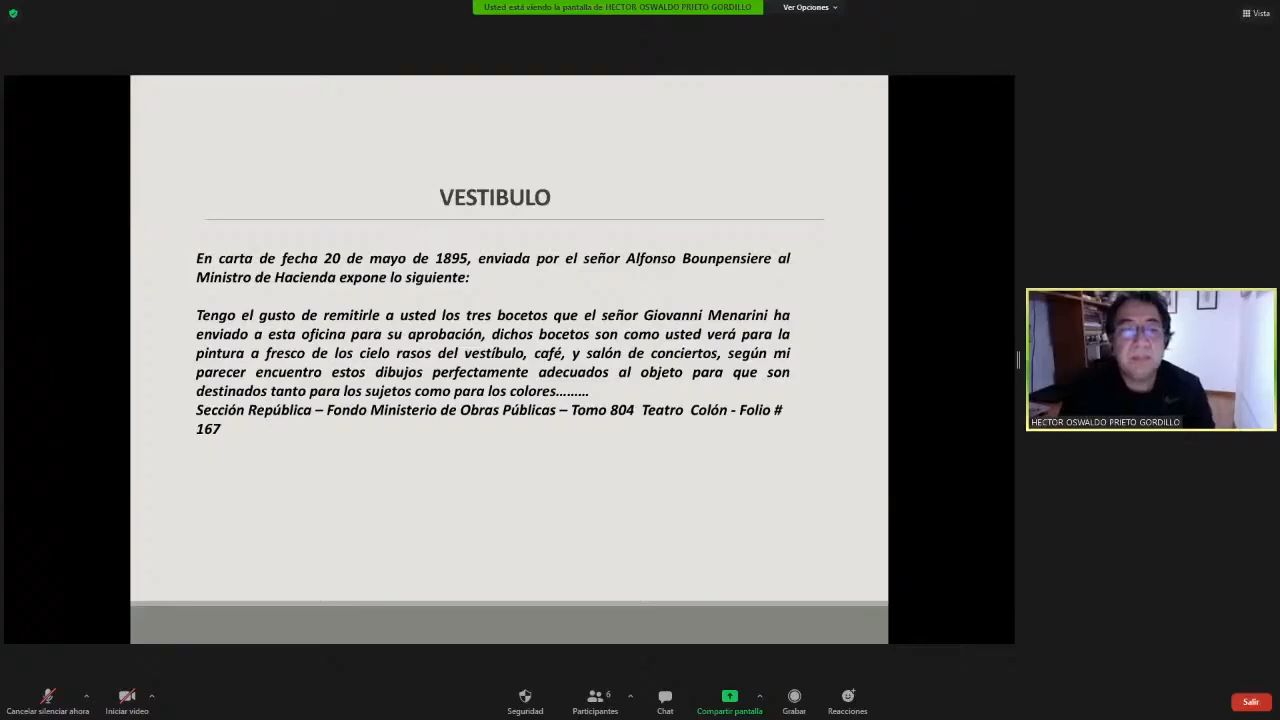 Usted está viendo la pantalla de HECTOR OSWALDO PRIETO GORDILLO
Ver Opciones
Vista
VESTIBULO
En carta de fecha 20 de mayo de 1895, enviada por el señor Alfonso Bounpensiere al
Ministro de Hacienda expone lo siguiente:
Tengo el gusto de remitirle a usted los tres bocetos que el señor Giovanni Menarini ha
enviado a esta oficina para su aprobación, dichos bocetos son como usted verá para la
pintura a fresco de los cielo rasos del vestíbulo, café, y salón de conciertos, según mi
parecer encuentro estos dibujos perfectamente adecuados al objeto para que son
destinados tanto para los sujetos como para los colores………
Sección República – Fondo Ministerio de Obras Públicas – Tomo 804 Teatro Colón - Folio #
167
HECTOR OSWALDO PRIETO GORDILLO
Cancelar silenciar ahora
Iniciar video
Seguridad
6
Participantes
Chat
Compartir pantalla
Grabar
Reacciones
Salir